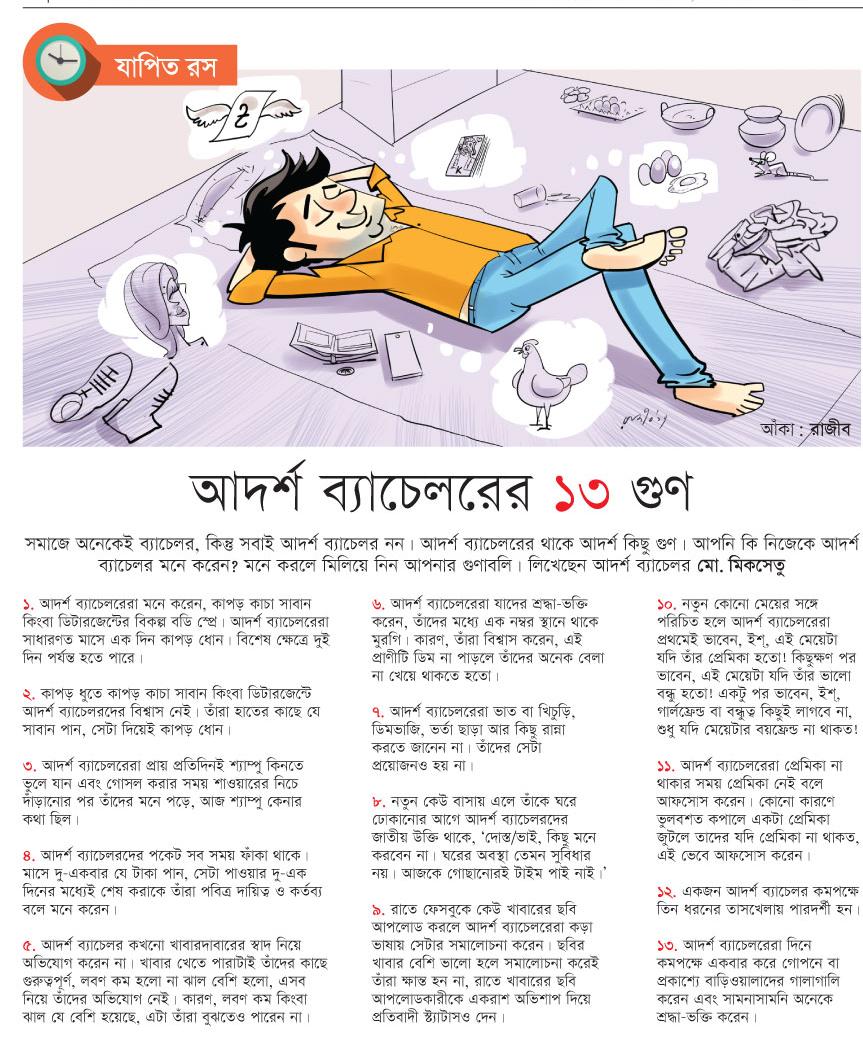 যাপিত রস
আঁকা : রাজীব
আদর্শ ব্যাচেলরের ১৩ গুণ
সমাজে অনেকেই ব্যাচেলর, কিন্তু সবাই আদর্শ ব্যাচেলর নন। আদর্শ ব্যাচেলরের থাকে আদর্শ কিছু গুণ। আপনি কি নিজেকে আদর্শ
ব্যাচেলর মনে করেন? মনে করলে মিলিয়ে নিন আপনার গুণাবলি। লিখেছেন আদর্শ ব্যাচেলর মো. মিকসেতু
১. আদর্শ ব্যাচেলরেরা মনে করেন, কাপড় কাচা সাবান
কিংবা ডিটারজেন্টের বিকল্প বডি স্প্রে। আদর্শ ব্যাচেলরেরা
সাধারণত মাসে এক দিন কাপড় ধোন। বিশেষ ক্ষেত্রে দুই
দিন পর্যন্ত হতে পারে।
২. কাপড় ধুতে কাপড় কাচা সাবান কিংবা ডিটারজেন্টে
আদর্শ ব্যাচেলরদের বিশ্বাস নেই। তাঁরা হাতের কাছে যে
সাবান পান, সেটা দিয়েই কাপড় ধোন।
৩. আদর্শ ব্যাচেলরেরা প্রায় প্রতিদিনই শ্যাম্পু কিনতে
ভুলে যান এবং গোসল করার সময় শাওয়ারের নিচে
দাঁড়ানোর পর তাঁদের মনে পড়ে, আজ শ্যাম্পু কেনার
কথা ছিল।
৪. আদর্শ ব্যাচেলরদের পকেট সব সময় ফাঁকা থাকে।
মাসে দু-একবার যে টাকা পান, সেটা পাওয়ার দু-এক
দিনের মধ্যেই শেষ করাকে তাঁরা পবিত্র দায়িত্ব ও কর্তব্য
বলে মনে করেন।
৫. আদর্শ ব্যাচেলর কখনো খাবারদাবারের স্বাদ নিয়ে
অভিযোগ করেন না। খাবার খেতে পারাটাই তাঁদের কাছে
গুরুত্বপূর্ণ, লবণ কম হলো না ঝাল বেশি হলো, এসব
নিয়ে তাঁদের অভিযোগ নেই। কারণ, লবণ কম কিংবা
ঝাল যে বেশি হয়েছে, এটা তাঁরা বুঝতেও পারেন না।
৬. আদর্শ ব্যাচেলরেরা যাদের শ্রদ্ধা-ভক্তি
করেন, তাঁদের মধ্যে এক নম্বর স্থানে থাকে
মুরগি। কারণ, তাঁরা বিশ্বাস করেন, এই
প্রাণীটি ডিম না পাড়লে তাঁদের অনেক বেলা
না খেয়ে থাকতে হতো।
৭. আদর্শ ব্যাচেলরেরা ভাত বা খিচুড়ি,
ডিমভাজি, ভর্তা ছাড়া আর কিছু রান্না
করতে জানেন না। তাঁদের সেটা
প্রয়োজনও হয় না।
৮. নতুন কেউ বাসায় এলে তাঁকে ঘরে
ঢোকানোর আগে আদর্শ ব্যাচেলরদের
জাতীয় উক্তি থাকে, ‘দোস্ত/ভাই, কিছু মনে
করবেন না। ঘরের অবস্থা তেমন সুবিধার
নয়। আজকে গোছানোরই টাইম পাই নাই।’
৯. রাতে ফেসবুকে কেউ খাবারের ছবি
আপলোড করলে আদর্শ ব্যাচেলরেরা কড়া
ভাষায় সেটার সমালোচনা করেন। ছবির
খাবার বেশি ভালো হলে সমালোচনা করেই
তাঁরা ক্ষান্ত হন না, রাতে খাবারের ছবি
আপলোডকারীকে একরাশ অভিশাপ দিয়ে
প্রতিবাদী স্ট্যাটাসও দেন।
১০. নতুন কোনো মেয়ের সঙ্গে
পরিচিত হলে আদর্শ ব্যাচেলরেরা
প্রথমেই ভাবেন, ইশ্, এই মেয়েটা
যদি তাঁর প্রেমিকা হতো! কিছুক্ষণ পর
ভাবেন, এই মেয়েটা যদি তাঁর ভালো
বন্ধু হতো! একটু পর ভাবেন, ইশ্,
গার্লফ্রেন্ড বা বন্ধুত্ব কিছুই লাগবে না,
শুধু যদি মেয়েটার বয়ফ্রেন্ড না থাকত!
১১. আদর্শ ব্যাচেলরেরা প্রেমিকা না
থাকার সময় প্রেমিকা নেই বলে
আফসোস করেন। কোনো কারণে
ভুলবশত কপালে একটা প্রেমিকা
জুটলে তাদের যদি প্রেমিকা না থাকত,
এই ভেবে আফসোস করেন।
১২. একজন আদর্শ ব্যাচেলর কমপক্ষে
তিন ধরনের তাসখেলায় পারদর্শী হন।
১৩. আদর্শ ব্যাচেলরেরা দিনে
কমপক্ষে একবার করে গোপনে বা
প্রকাশ্যে বাড়িওয়ালাদের গালাগালি
করেন এবং সামনাসামনি অনেকে
শ্রদ্ধা-ভক্তি করেন।